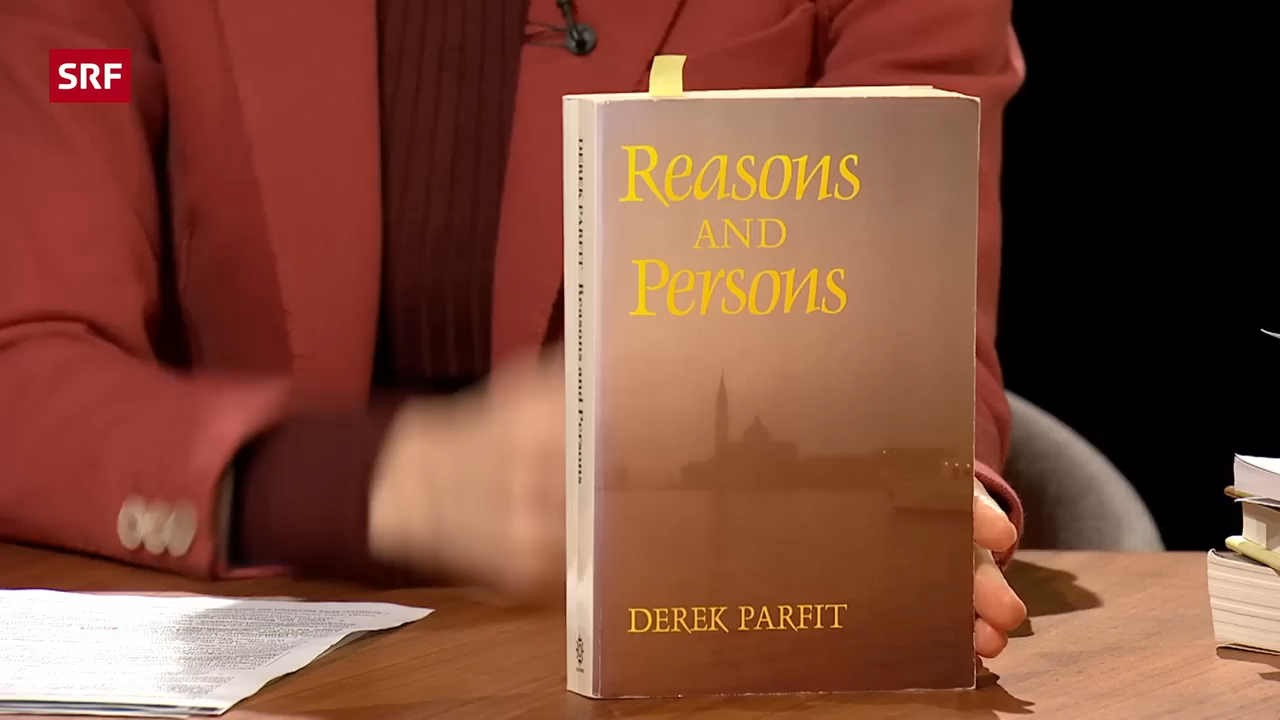 SRF
Reasons
AND
Persons
DEREK PARFIT
DEREK PARFIT Reasons and Persons